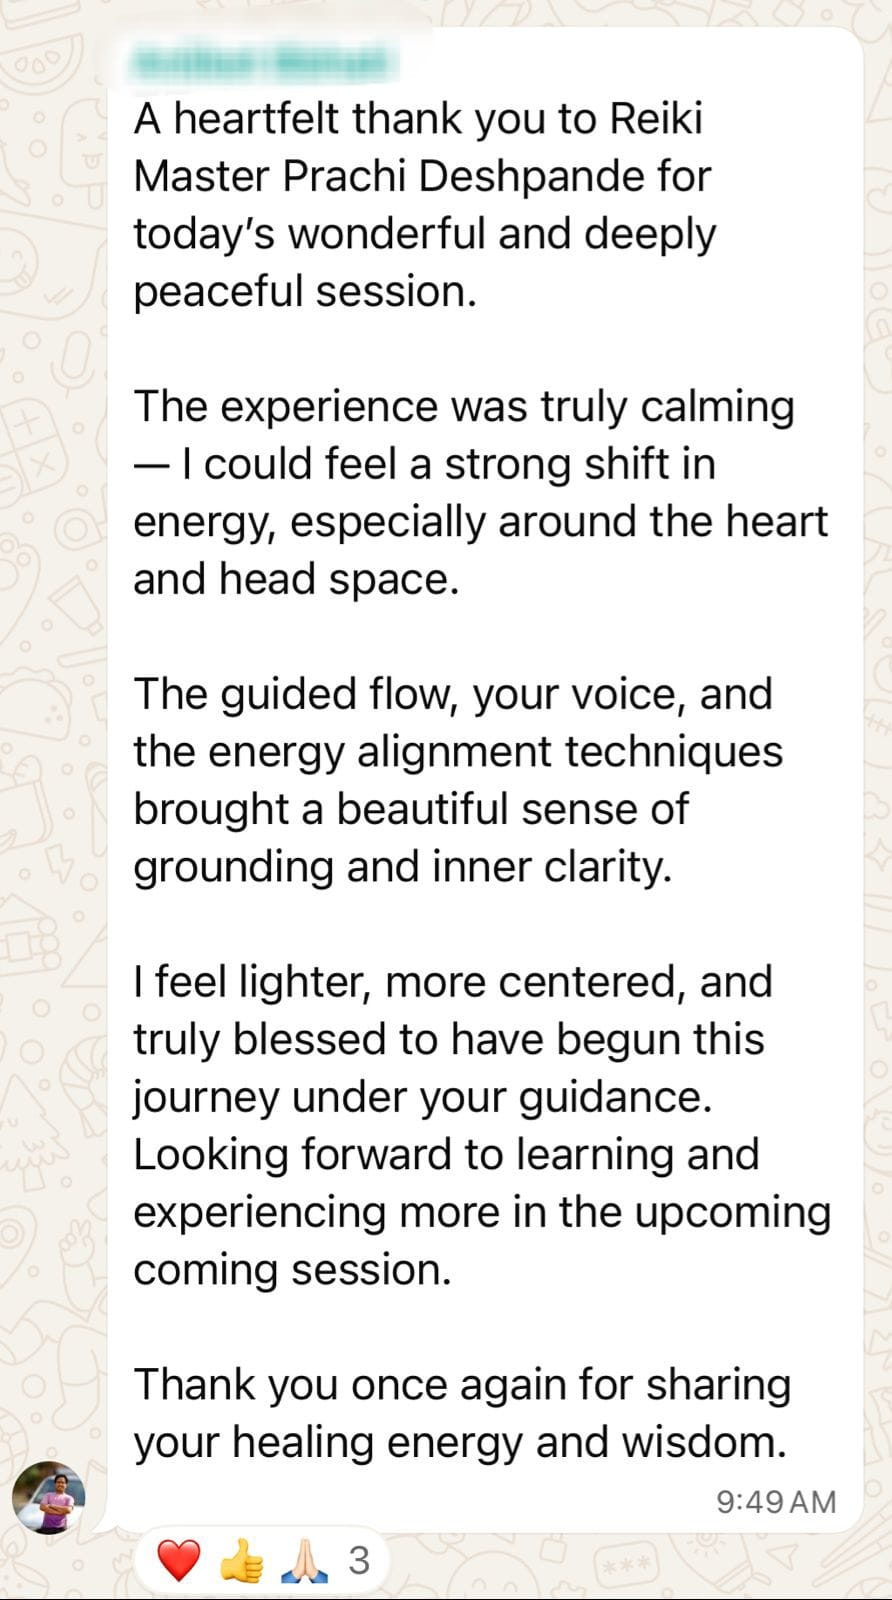 A heartfelt thank you to Reiki
Master Prachi Deshpande for
today’s wonderful and deeply
peaceful session.
The experience was truly calming
— I could feel a strong shift in
energy, especially around the heart
and head space.
The guided flow, your voice, and
the energy alignment techniques
brought a beautiful sense of
grounding and inner clarity.
I feel lighter, more centered, and
truly blessed to have begun this
journey under your guidance.
Looking forward to learning and
experiencing more in the upcoming
coming session.
Thank you once again for sharing
your healing energy and wisdom.
9:49 AM
❤️ 👍 🙏🏻 3